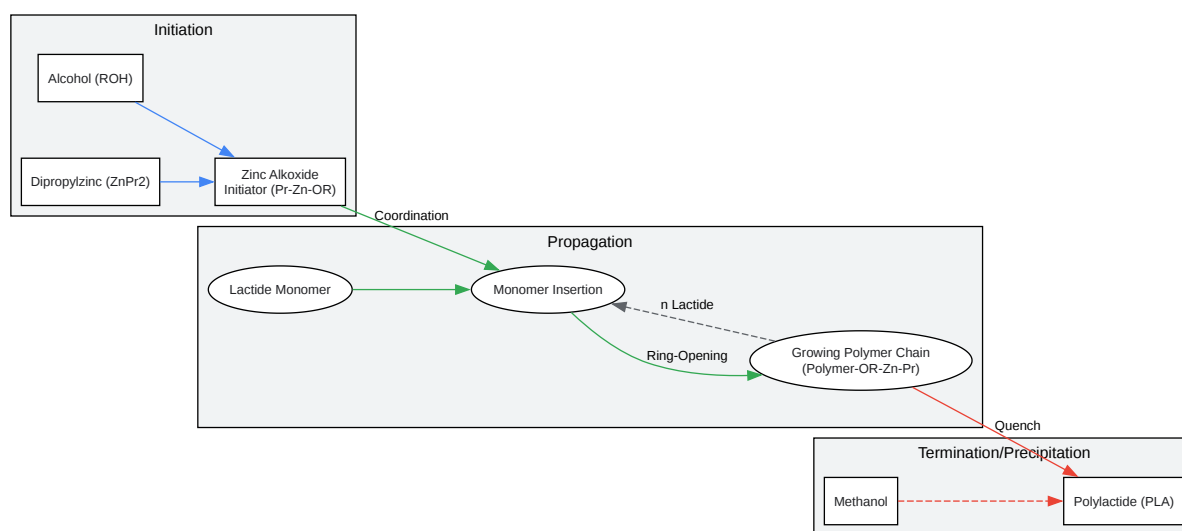 Initiation
Alcohol (ROH)
Dipropylzinc (ZnPr2)
Zinc Alkoxide
Initiator (Pr-Zn-OR)
Coordination
Propagation
Lactide Monomer
Monomer Insertion
n Lactide
Ring-Opening
Growing Polymer Chain
(Polymer-OR-Zn-Pr)
Quench
Termination/Precipitation
Methanol
Polylactide (PLA)